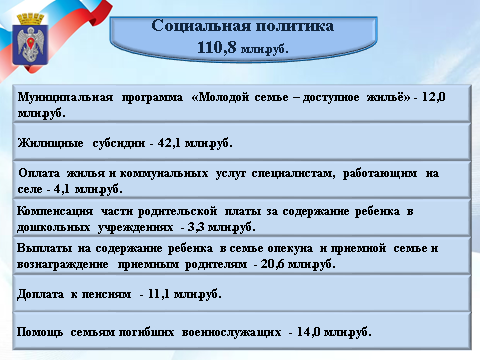 Социальная политика
110,8 млн.руб.
Муниципальная программа «Молодой семье – доступное жильё» - 12,0
млн.руб.
Жилищные субсидии - 42,1 млн.руб.
Оплата жилья и коммунальных услуг специалистам, работающим на
селе - 4,1 млн.руб.
Компенсация части родительской платы за содержание ребенка в
дошкольных учреждениях - 3,3 млн.руб.
Выплаты на содержание ребенка в семье опекуна и приемной семье и
вознаграждение приемным родителям - 20,6 млн.руб.
Доплата к пенсиям - 11,1 млн.руб.
Помощь семьям погибших военнослужащих - 14,0 млн.руб.